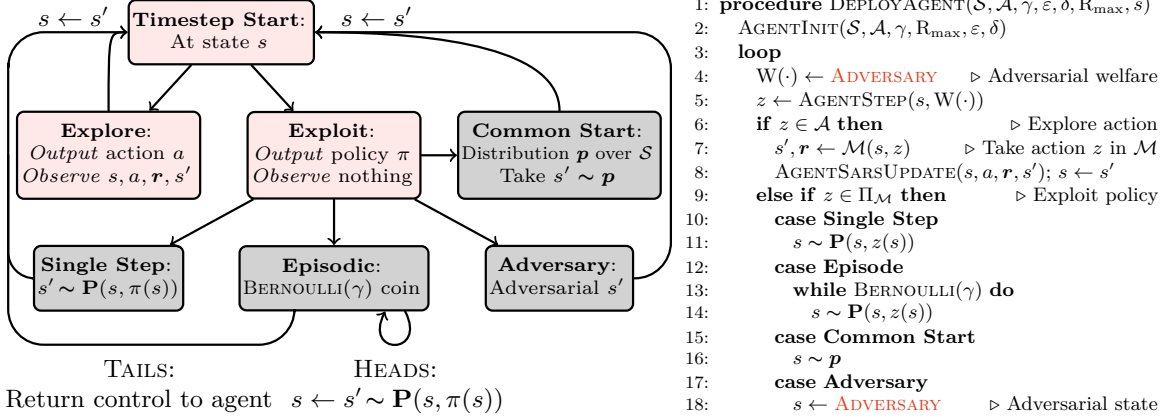 s ← s′
Timestep Start:
At state s
s ← s′
Explore:
Output action a
Observe s, a, r, s′
Exploit:
Output policy π
Observe nothing
Common Start:
Distribution p over 𝒮
Take s′ ∼ p
Single Step:
s′ ∼ P(s, π(s))
Episodic:
BERNOULLI(γ) coin
Adversary:
Adversarial s′
TAILS:
HEADS:
Return control to agent s ← s′ ∼ P(s, π(s))
1: procedure DEPLOYAGENT(𝒮, 𝒜, γ, ε, δ, R_max, s)
2: AGENTINIT(𝒮, 𝒜, γ, R_max, ε, δ)
3: loop
4: W(·) ← ADVERSARY ▷ Adversarial welfare
5: z ← AGENTSTEP(s, W(·))
6: if z ∈ 𝒜 then ▷ Explore action
7: s′, r ← ℳ(s, z) ▷ Take action z in ℳ
8: AGENTSARSUPDATE(s, a, r, s′); s ← s′
9: else if z ∈ Π_ℳ then ▷ Exploit policy
10: case Single Step
11: s ∼ P(s, z(s))
12: case Episode
13: while BERNOULLI(γ) do
14: s ∼ P(s, z(s))
15: case Common Start
16: s ∼ p
17: case Adversary
18: s ← ADVERSARY ▷ Adversarial state